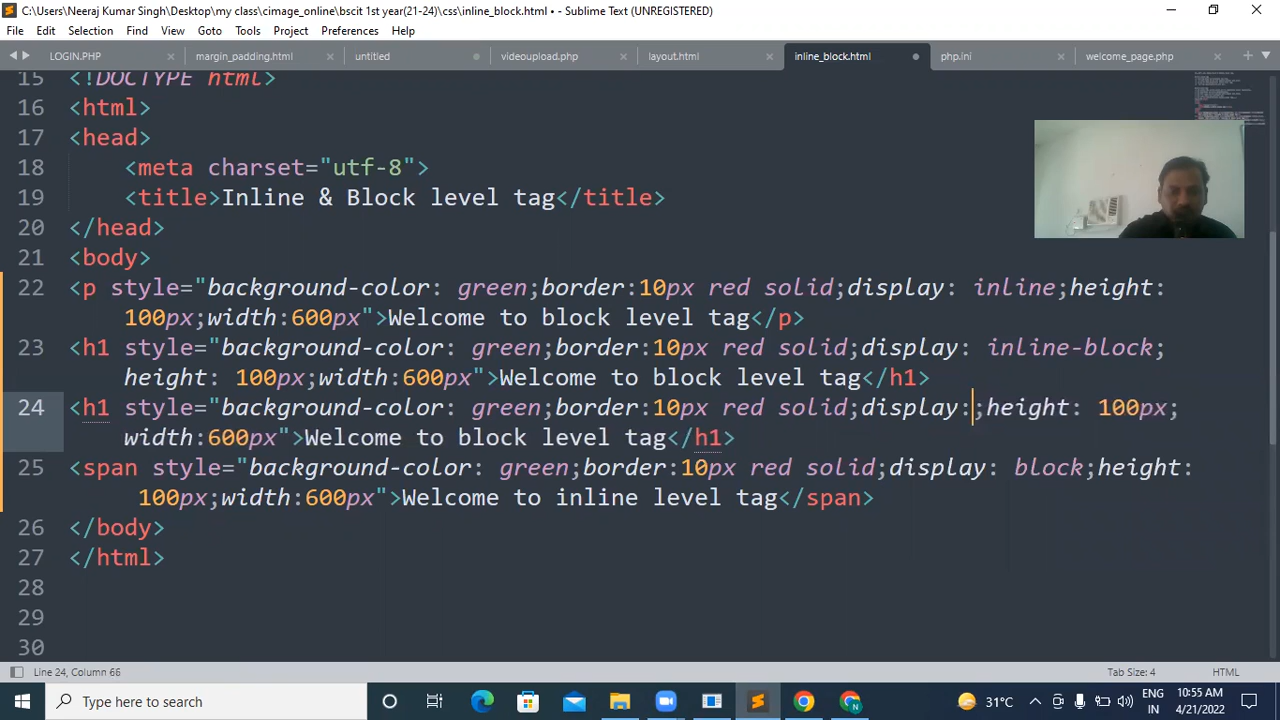 C:\Users\Neeraj Kumar Singh\Desktop\my class\cimage_online\bscit 1st year(21-24)\css\inline_block.html • - Sublime Text (UNREGISTERED)
File Edit Selection Find View Goto Tools Project Preferences Help
LOGIN.PHP margin_padding.html untitled videoupload.php layout.html inline_block.html php.ini welcome_page.php
15 <!DOCTYPE html>
16 <html>
17 <head>
18 <meta charset="utf-8">
19 <title>Inline & Block level tag</title>
20 </head>
21 <body>
22 <p style="background-color: green;border:10px red solid;display: inline;height:
100px;width:600px">Welcome to block level tag</p>
23 <h1 style="background-color: green;border:10px red solid;display: inline-block;
height: 100px;width:600px">Welcome to block level tag</h1>
24 <h1 style="background-color: green;border:10px red solid;display:;height: 100px;
width:600px">Welcome to block level tag</h1>
25 <span style="background-color: green;border:10px red solid;display: block;height:
100px;width:600px">Welcome to inline level tag</span>
26 </body>
27 </html>
28
29
30
Line 24, Column 66 Tab Size: 4 HTML
Type here to search 31°C ENG 10:55 AM
IN 4/21/2022